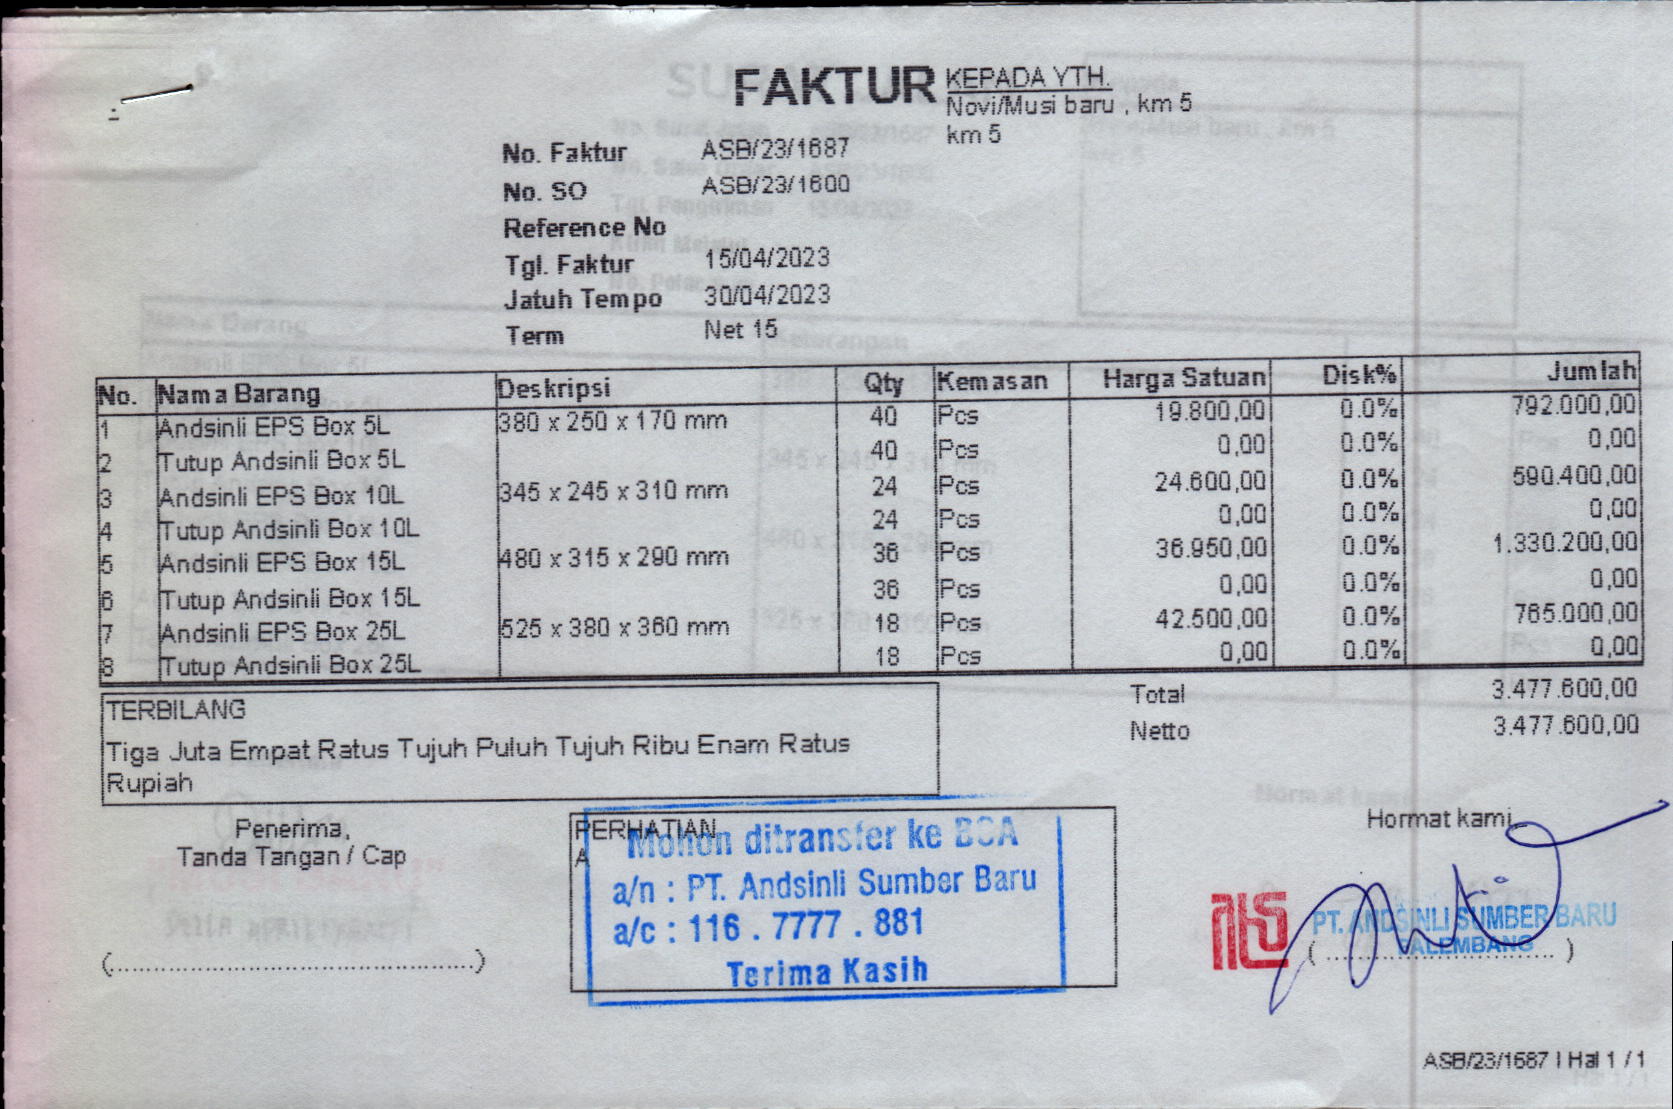 FAKTUR
KEPADA YTH.
Novi/Musi baru , km 5
km 5
No. Faktur ASB/23/1687
No. SO ASB/23/1600
Reference No
Tgl. Faktur 15/04/2023
Jatuh Tempo 30/04/2023
Term Net 15
No. Nama Barang Deskripsi Qty Kemasan Harga Satuan Disk% Jumlah
1 Andsinli EPS Box 5L 380 x 250 x 170 mm 40 Pcs 19.800,00 0.0% 792.000,00
2 Tutup Andsinli Box 5L 40 Pcs 0,00 0.0% 0,00
3 Andsinli EPS Box 10L 345 x 245 x 310 mm 24 Pcs 24.600,00 0.0% 590.400,00
4 Tutup Andsinli Box 10L 24 Pcs 0,00 0.0% 0,00
5 Andsinli EPS Box 15L 480 x 315 x 290 mm 36 Pcs 36.950,00 0.0% 1.330.200,00
6 Tutup Andsinli Box 15L 36 Pcs 0,00 0.0% 0,00
7 Andsinli EPS Box 25L 525 x 380 x 360 mm 18 Pcs 42.500,00 0.0% 765.000,00
8 Tutup Andsinli Box 25L 18 Pcs 0,00 0.0% 0,00
Total 3.477.600,00
Netto 3.477.600,00
TERBILANG
Tiga Juta Empat Ratus Tujuh Puluh Tujuh Ribu Enam Ratus
Rupiah
Penerima,
Tanda Tangan / Cap
(................................................)
PERHATIAN
A
Mohon ditransfer ke BCA
a/n : PT. Andsinli Sumber Baru
a/c : 116 . 7777 . 881
Terima Kasih
Hormat kami,
PT. ANDSINLI SUMBER BARU
PALEMBANG
( .............................. )
ASB/23/1687 | Hal 1 / 1